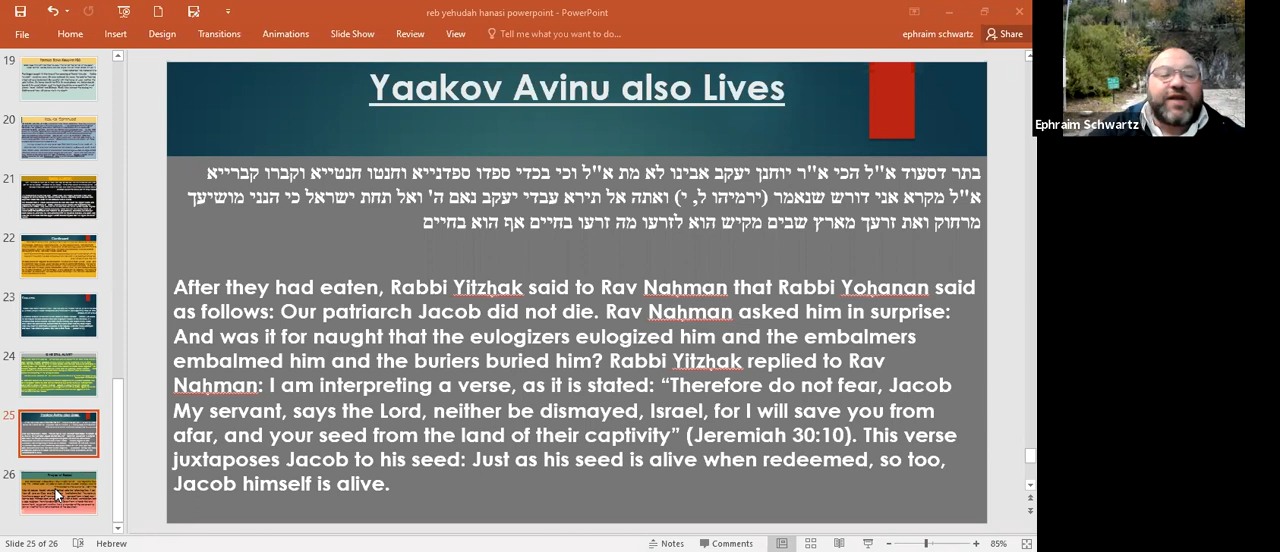 reb yehudah hanasi powerpoint - PowerPoint
File Home Insert Design Transitions Animations Slide Show Review View Tell me what you want to do... ephraim schwartz Share
Yaakov Avinu also Lives
בתר דסעוד א"ל הכי א"ר יוחנן יעקב אבינו לא מת א"ל וכי בכדי ספדו ספדנייא וחנטו חנטייא וקברו קברייא
א"ל מקרא אני דורש שנאמר (ירמיהו ל, י) ואתה אל תירא עבדי יעקב נאם ה' ואל תחת ישראל כי הנני מושיעך
מרחוק ואת זרעך מארץ שבים מקיש הוא לזרעו מה זרעו בחיים אף הוא בחיים
After they had eaten, Rabbi Yitzḥak said to Rav Naḥman that Rabbi Yoḥanan said
as follows: Our patriarch Jacob did not die. Rav Naḥman asked him in surprise:
And was it for naught that the eulogizers eulogized him and the embalmers
embalmed him and the buriers buried him? Rabbi Yitzḥak replied to Rav
Naḥman: I am interpreting a verse, as it is stated: “Therefore do not fear, Jacob
My servant, says the Lord, neither be dismayed, Israel, for I will save you from
afar, and your seed from the land of their captivity” (Jeremiah 30:10). This verse
juxtaposes Jacob to his seed: Just as his seed is alive when redeemed, so too,
Jacob himself is alive.
19
20
21
22
23
24
25
26
Ephraim Schwartz
Slide 25 of 26 Hebrew Notes Comments 85%